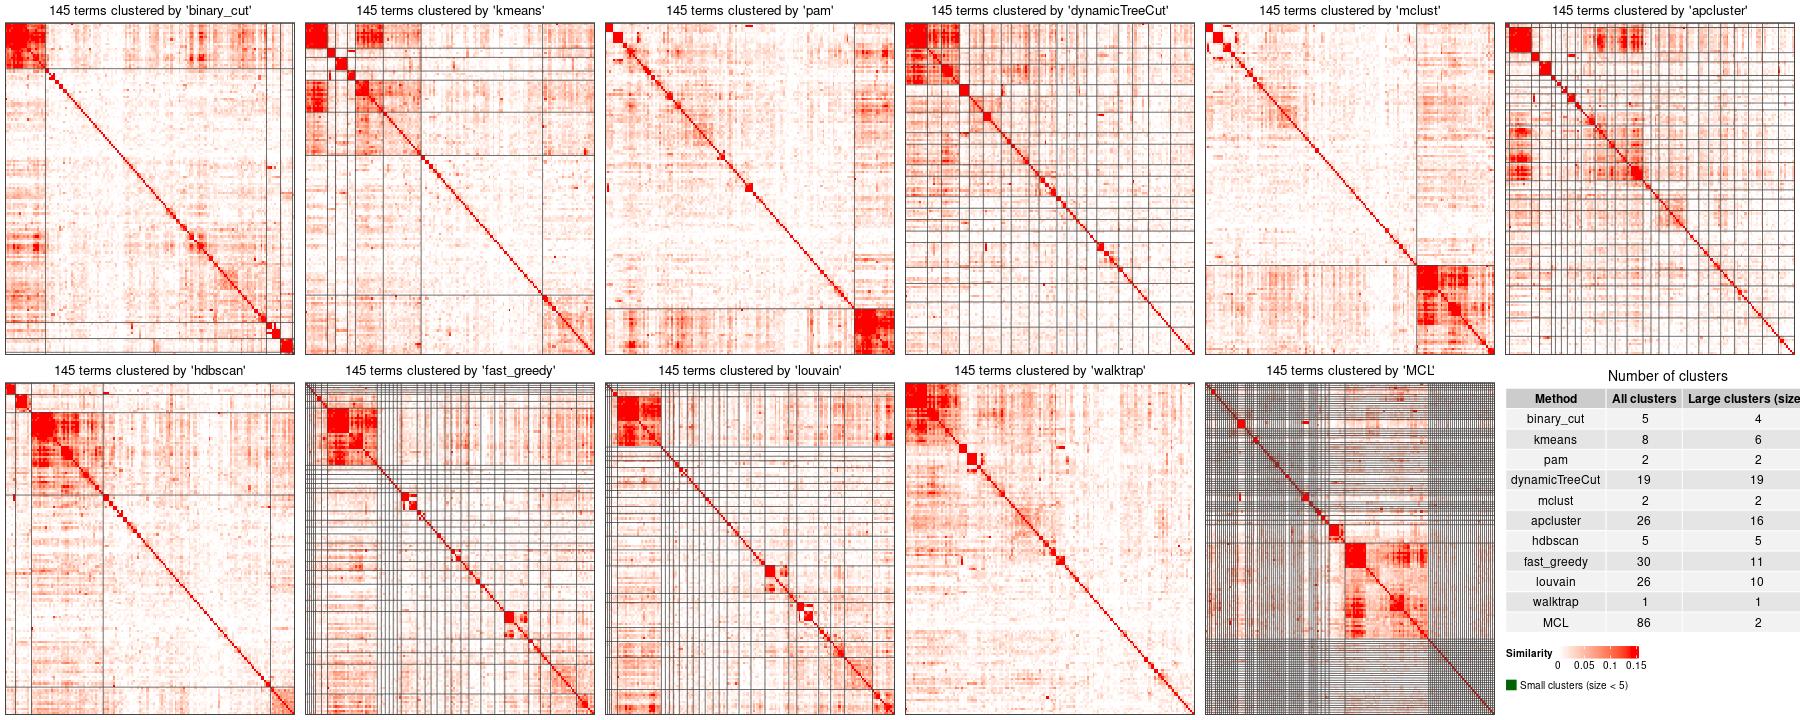 145 terms clustered by 'binary_cut'
145 terms clustered by 'kmeans'
145 terms clustered by 'pam'
145 terms clustered by 'dynamicTreeCut'
145 terms clustered by 'mclust'
145 terms clustered by 'apcluster'
145 terms clustered by 'hdbscan'
145 terms clustered by 'fast_greedy'
145 terms clustered by 'louvain'
145 terms clustered by 'walktrap'
145 terms clustered by 'MCL'
Number of clusters
Method All clusters Large clusters (size
binary_cut 5 4
kmeans 8 6
pam 2 2
dynamicTreeCut 19 19
mclust 2 2
apcluster 26 16
hdbscan 5 5
fast_greedy 30 11
louvain 26 10
walktrap 1 1
MCL 86 2
Similarity
0 0.05 0.1 0.15
Small clusters (size < 5)